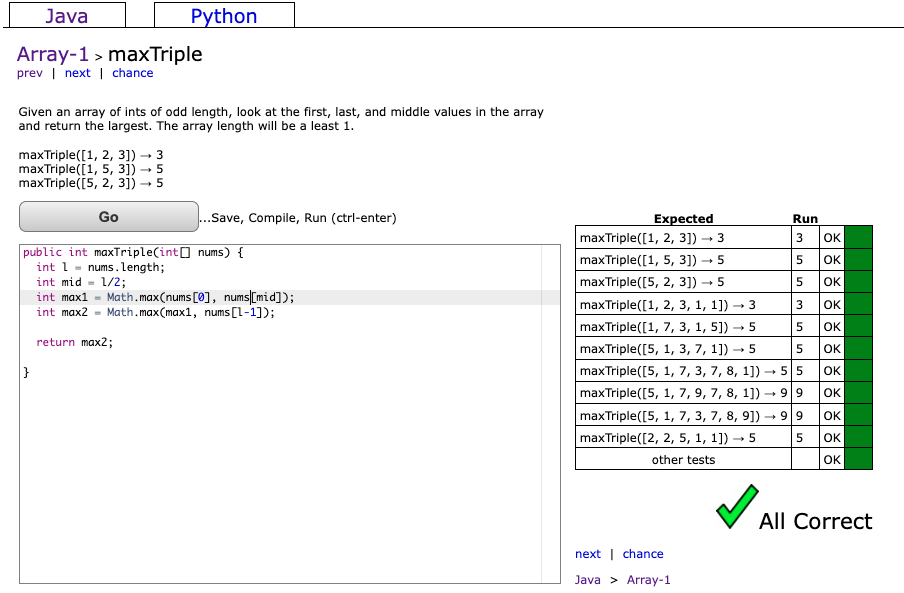 Java Python
Array-1 > maxTriple
prev | next | chance
Given an array of ints of odd length, look at the first, last, and middle values in the array
and return the largest. The array length will be a least 1.
maxTriple([1, 2, 3]) → 3
maxTriple([1, 5, 3]) → 5
maxTriple([5, 2, 3]) → 5
Go ...Save, Compile, Run (ctrl-enter)
public int maxTriple(int[] nums) {
  int l = nums.length;
  int mid = l/2;
  int max1 = Math.max(nums[0], nums[mid]);
  int max2 = Math.max(max1, nums[l-1]);
  return max2;
}
Expected Run
maxTriple([1, 2, 3]) → 3 3 OK
maxTriple([1, 5, 3]) → 5 5 OK
maxTriple([5, 2, 3]) → 5 5 OK
maxTriple([1, 2, 3, 1, 1]) → 3 3 OK
maxTriple([1, 7, 3, 1, 5]) → 5 5 OK
maxTriple([5, 1, 3, 7, 1]) → 5 5 OK
maxTriple([5, 1, 7, 3, 7, 8, 1]) → 5 5 OK
maxTriple([5, 1, 7, 9, 7, 8, 1]) → 9 9 OK
maxTriple([5, 1, 7, 3, 7, 8, 9]) → 9 9 OK
maxTriple([2, 2, 5, 1, 1]) → 5 5 OK
other tests OK
All Correct
next | chance
Java > Array-1